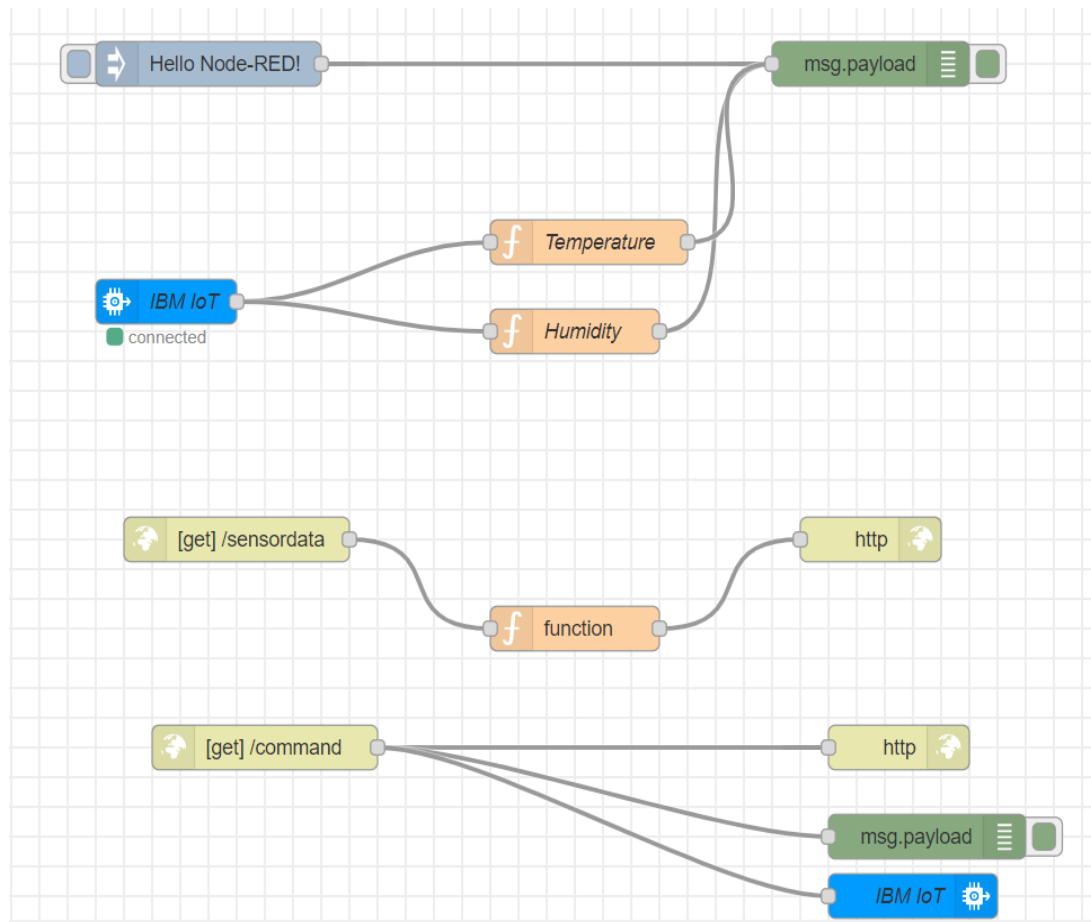 Hello Node-RED!
msg.payload
Temperature
IBM IoT
connected
Humidity
[get] /sensordata
http
function
[get] /command
http
msg.payload
IBM IoT